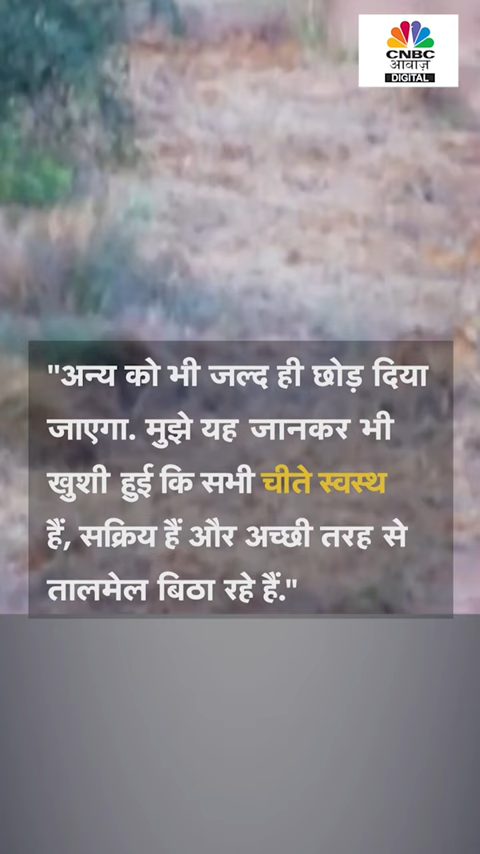 CNBC
आवाज़
DIGITAL
"अन्य को भी जल्द ही छोड़ दिया
जाएगा. मुझे यह जानकर भी
खुशी हुई कि सभी चीते स्वस्थ
हैं, सक्रिय हैं और अच्छी तरह से
तालमेल बिठा रहे हैं."